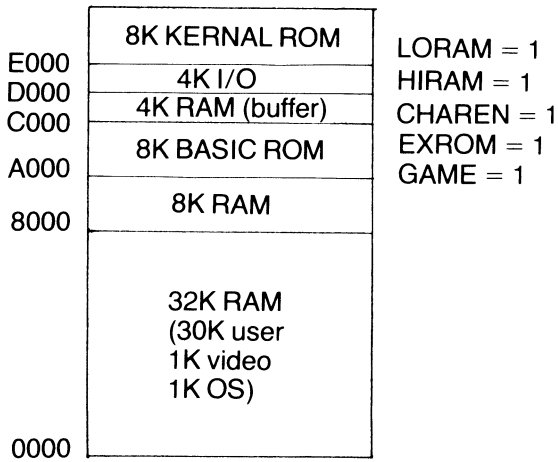 8K KERNAL ROM
E000
4K I/O
D000
4K RAM (buffer)
C000
8K BASIC ROM
A000
8K RAM
8000
32K RAM
(30K user
1K video
1K OS)
0000
LORAM = 1
HIRAM = 1
CHAREN = 1
EXROM = 1
GAME = 1